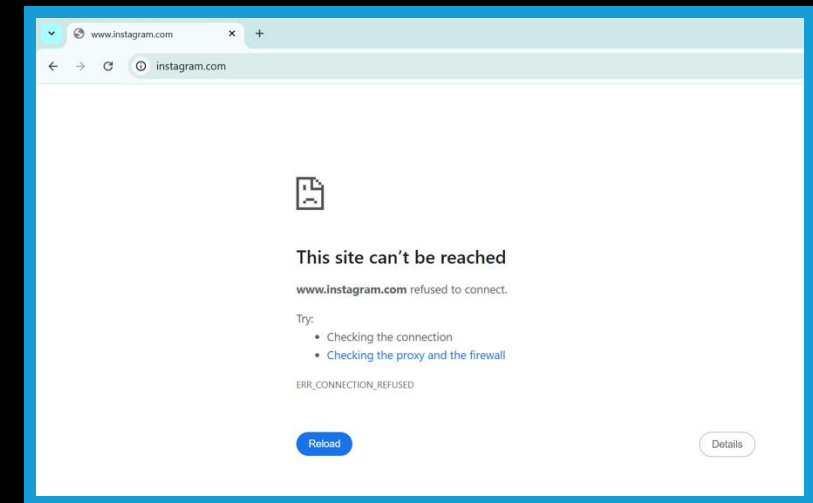 www.instagram.com
instagram.com
This site can’t be reached
www.instagram.com refused to connect.
Try:
• Checking the connection
• Checking the proxy and the firewall
ERR_CONNECTION_REFUSED
Reload
Details